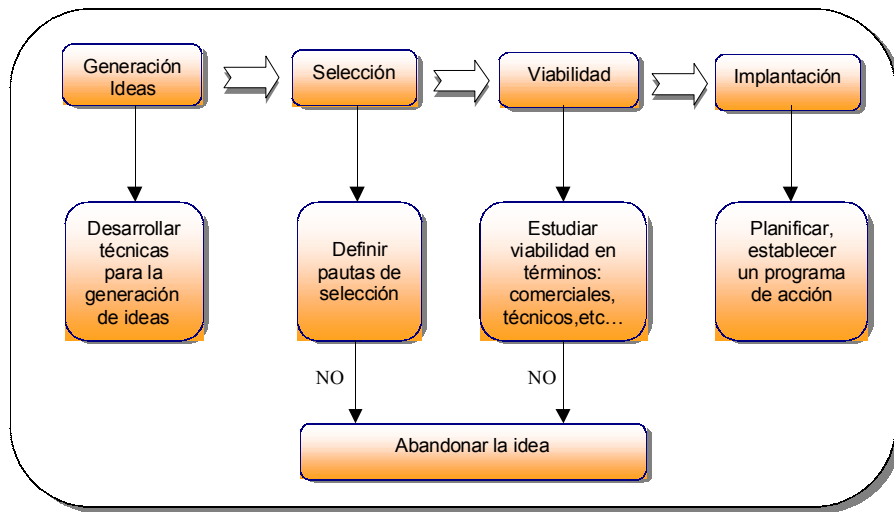 Generación
Ideas
Selección
Viabilidad
Implantación
Desarrollar
técnicas
para la
generación
de ideas
Definir
pautas de
selección
Estudiar
viabilidad en
términos:
comerciales,
técnicos,etc…
Planificar,
establecer
un programa
de acción
NO
NO
Abandonar la idea